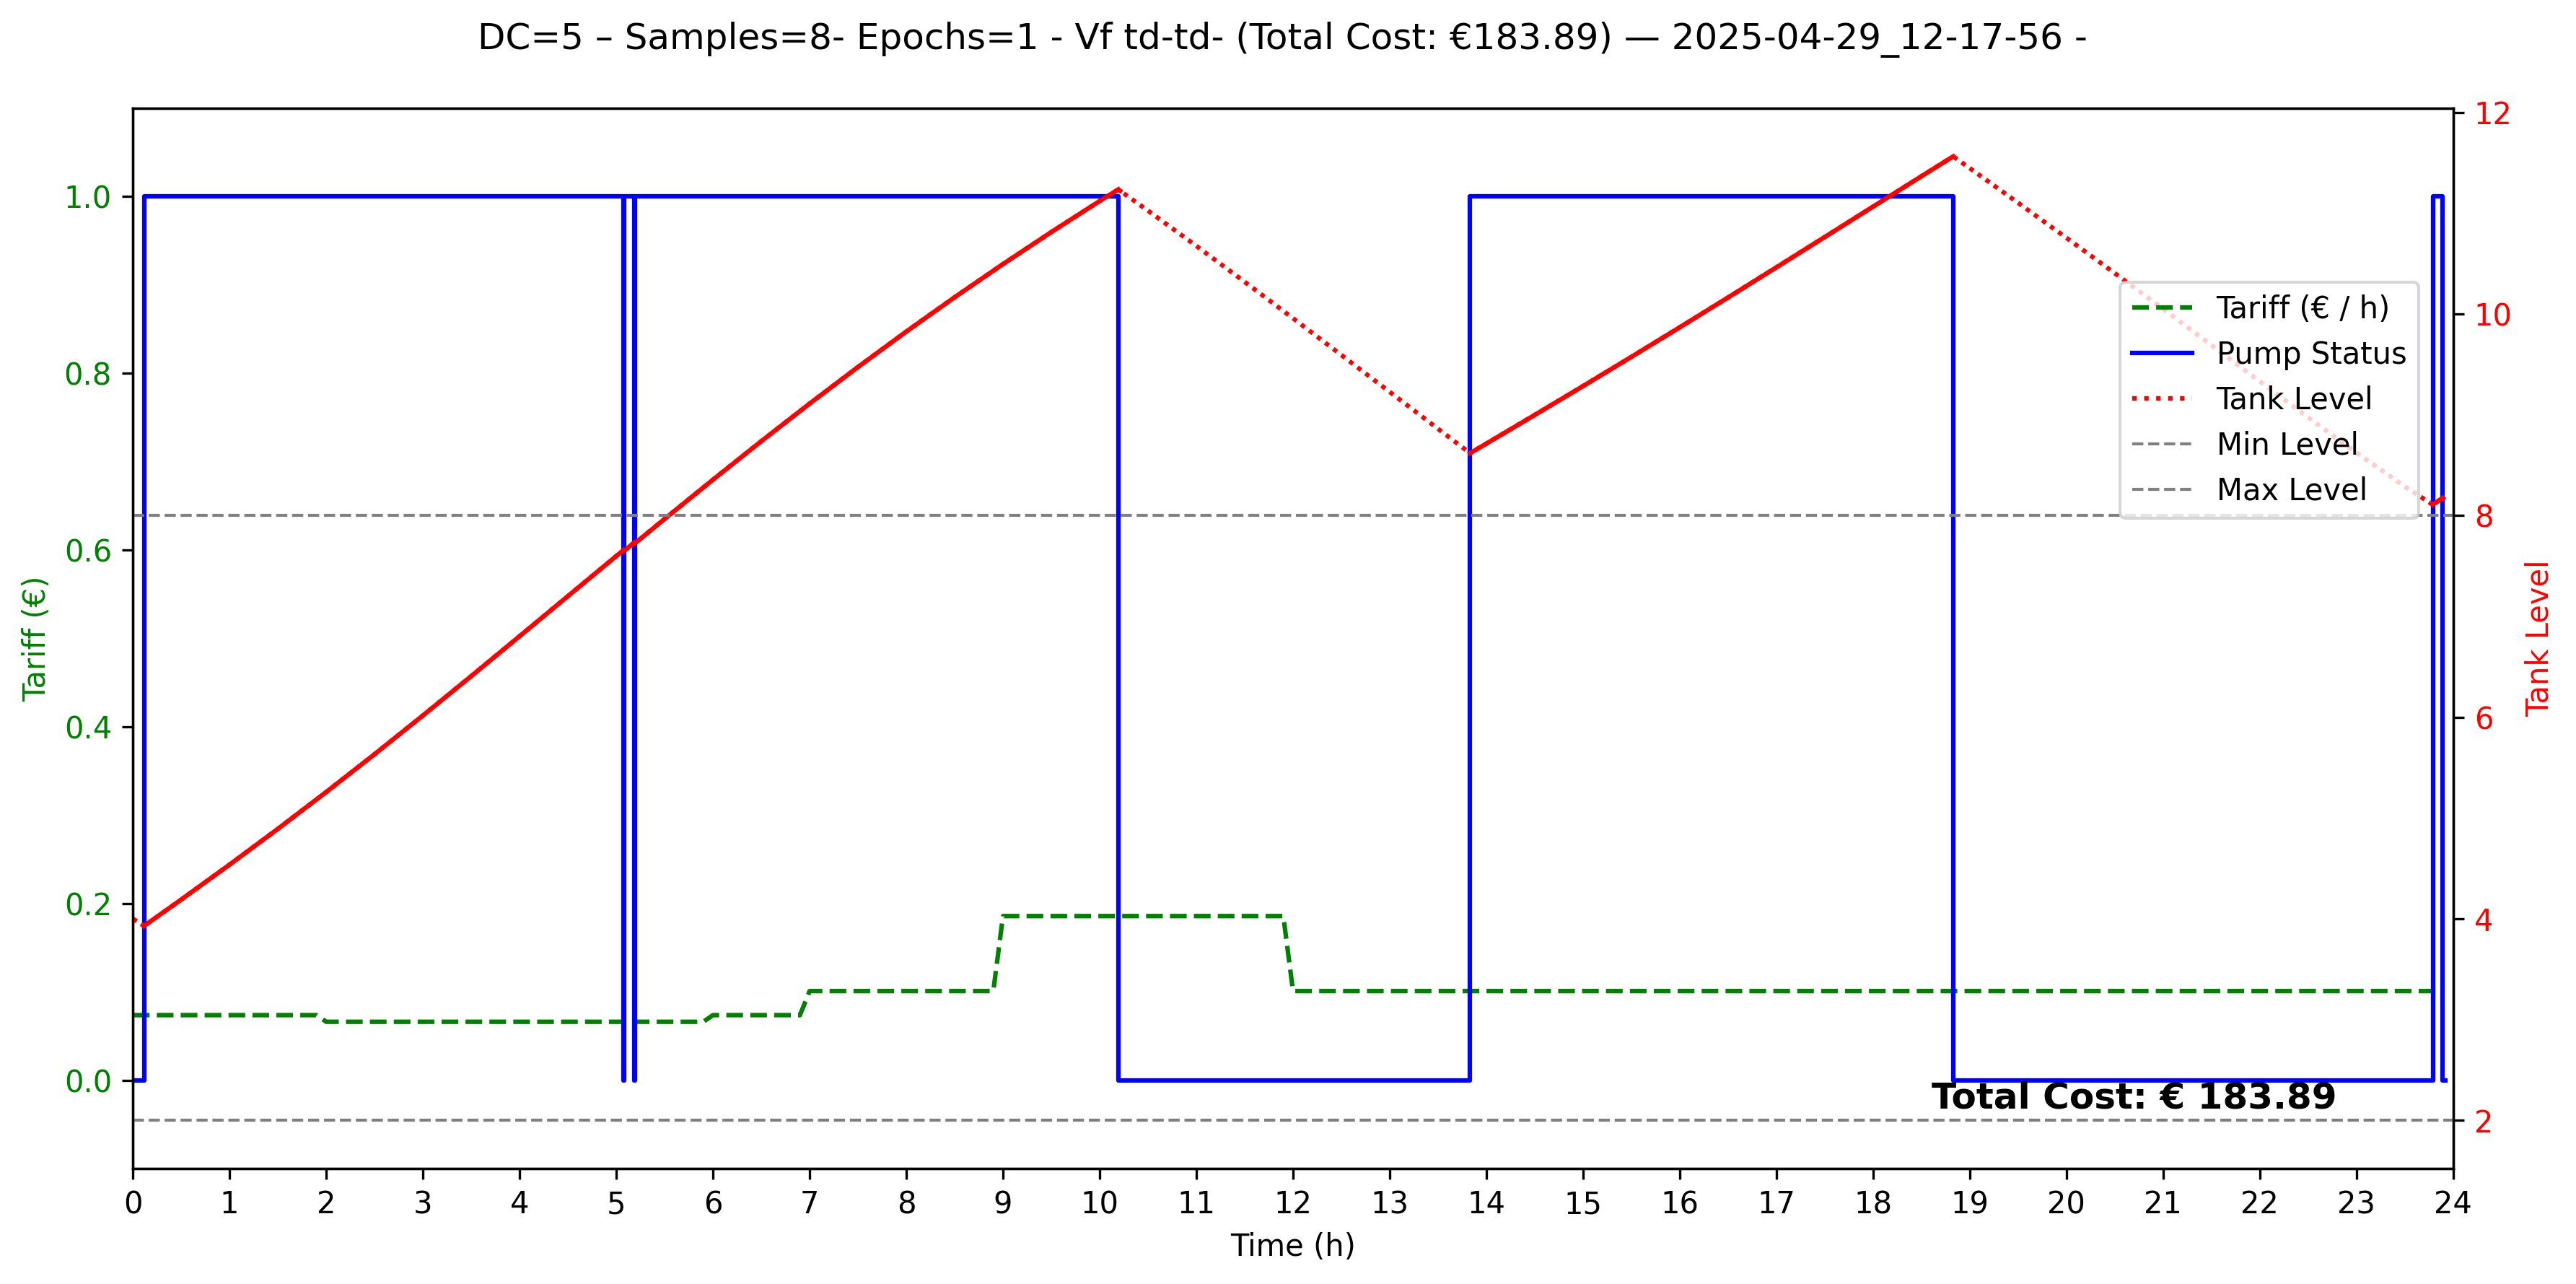 DC=5 – Samples=8- Epochs=1 - Vf td-td- (Total Cost: €183.89) — 2025-04-29_12-17-56 -
Tariff (€)
1.0
0.8
0.6
0.4
0.2
0.0
12
10
8
6
4
2
Tank Level
Tariff (€ / h)
Pump Status
Tank Level
Min Level
Max Level
Total Cost: € 183.89
0 1 2 3 4 5 6 7 8 9 10 11 12 13 14 15 16 17 18 19 20 21 22 23 24
Time (h)